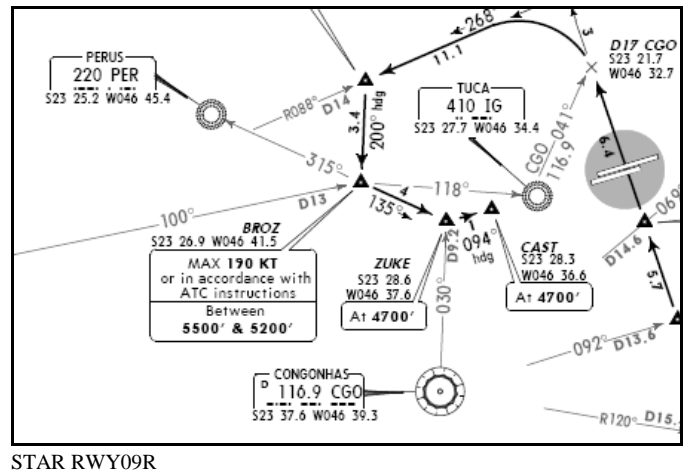 268°
11.1
3
D17 CGO
S23 21.7
W046 32.7
PERUS
220 PER
S23 25.2 W046 45.4
R088°
D14
3.4
200° hdg
TUCA
410 IG
S23 27.7 W046 34.4
CGO 041°
116.9
6.4
315°
4
118°
135°
100°
D13
BROZ
S23 26.9 W046 41.5
MAX 190 KT
or in accordance with
ATC instructions
Between
5500' & 5200'
ZUKE
S23 28.6
W046 37.6
At 4700'
D9.2
030°
1
094°
hdg
CAST
S23 28.3
W046 36.6
At 4700'
069°
D14.6
5.7
092°
D13.6
CONGONHAS
D 116.9 CGO
S23 37.6 W046 39.3
R120°
D15.
STAR RWY09R